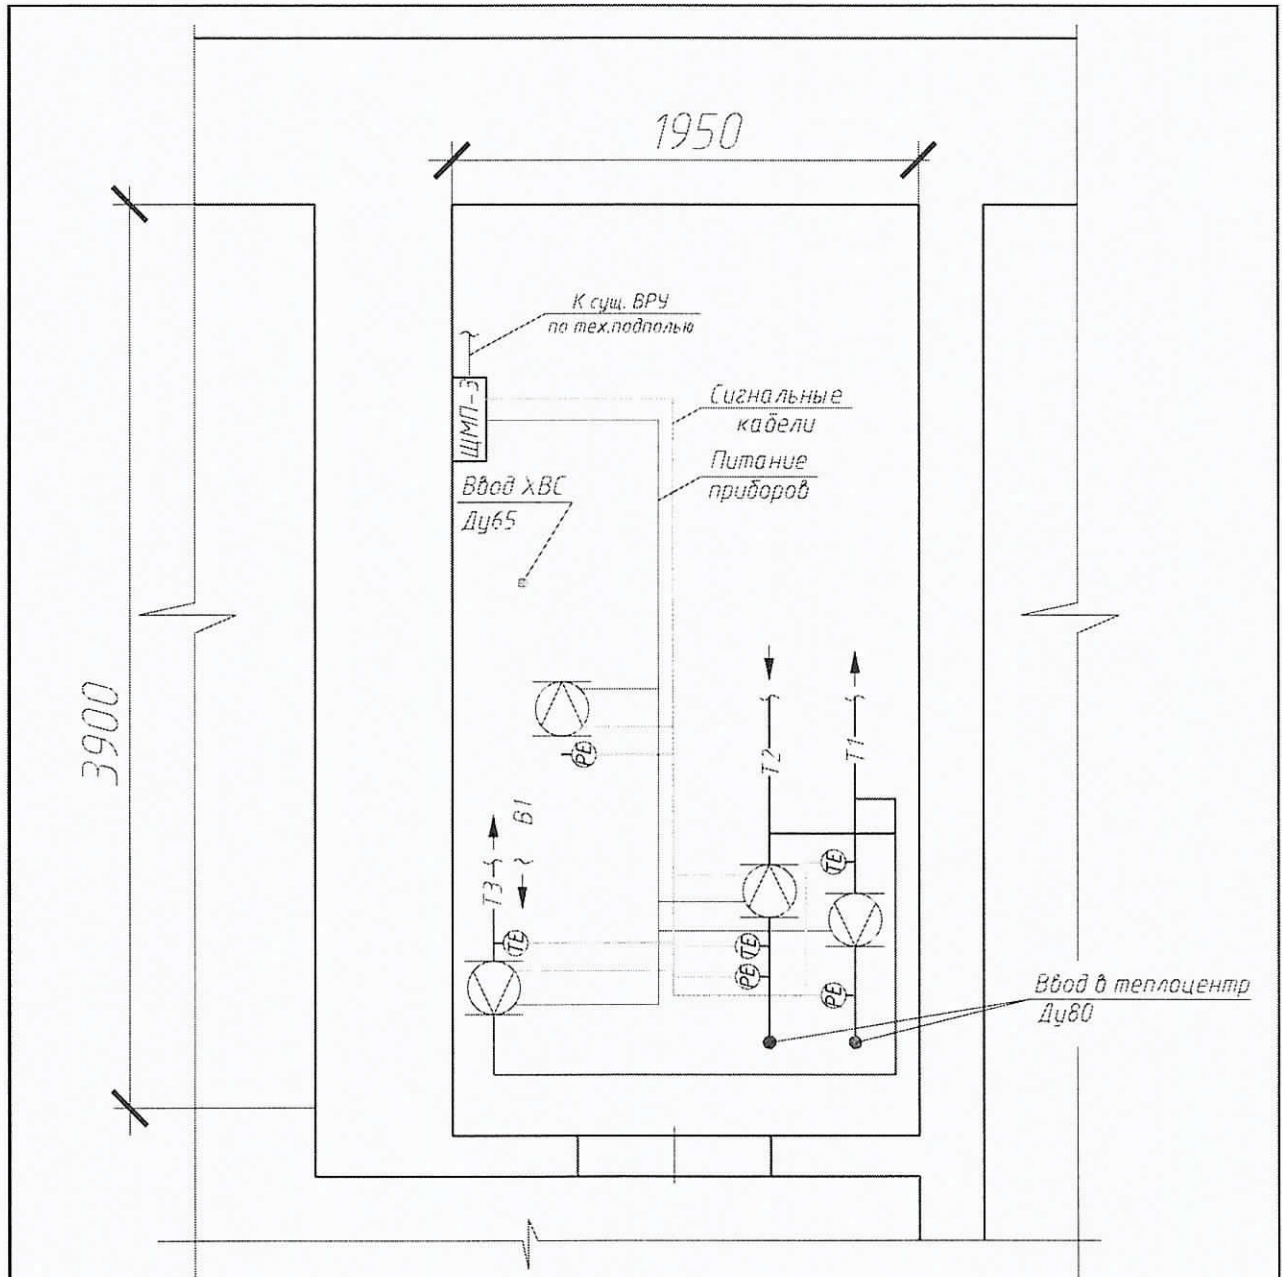 1950
3900
К сущ. ВРУ
по тех.подполью
ЩМП-3
Сигнальные
кабели
Питание
приборов
Ввод ХВС
Ду65
PE
T2
T1
B1
T3
TE
TE
TE
PE
PE
Ввод в теплоцентр
Ду80